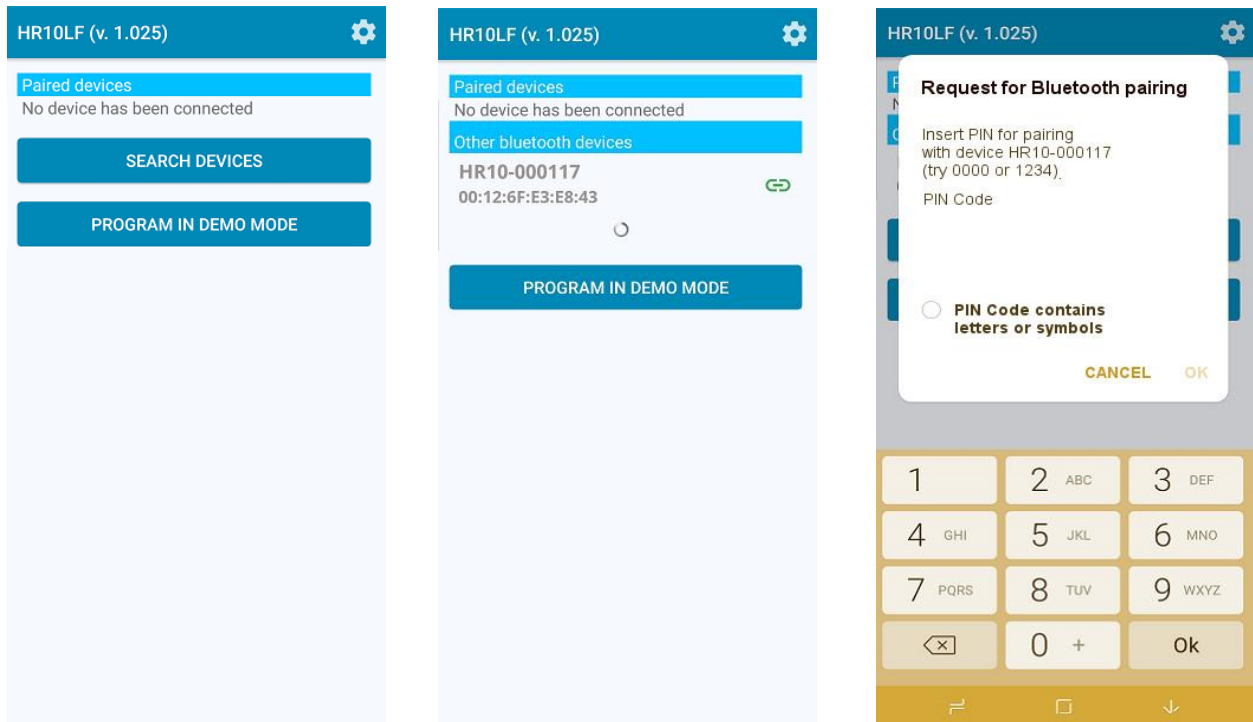 HR10LF (v. 1.025)
Paired devices
No device has been connected
SEARCH DEVICES
PROGRAM IN DEMO MODE
HR10LF (v. 1.025)
Paired devices
No device has been connected
Other bluetooth devices
HR10-000117
00:12:6F:E3:E8:43
PROGRAM IN DEMO MODE
HR10LF (v. 1.025)
Request for Bluetooth pairing
Insert PIN for pairing
with device HR10-000117
(try 0000 or 1234).
PIN Code
PIN Code contains
letters or symbols
CANCEL OK
1 2 ABC 3 DEF
4 GHI 5 JKL 6 MNO
7 PQRS 8 TUV 9 WXYZ
0 + Ok